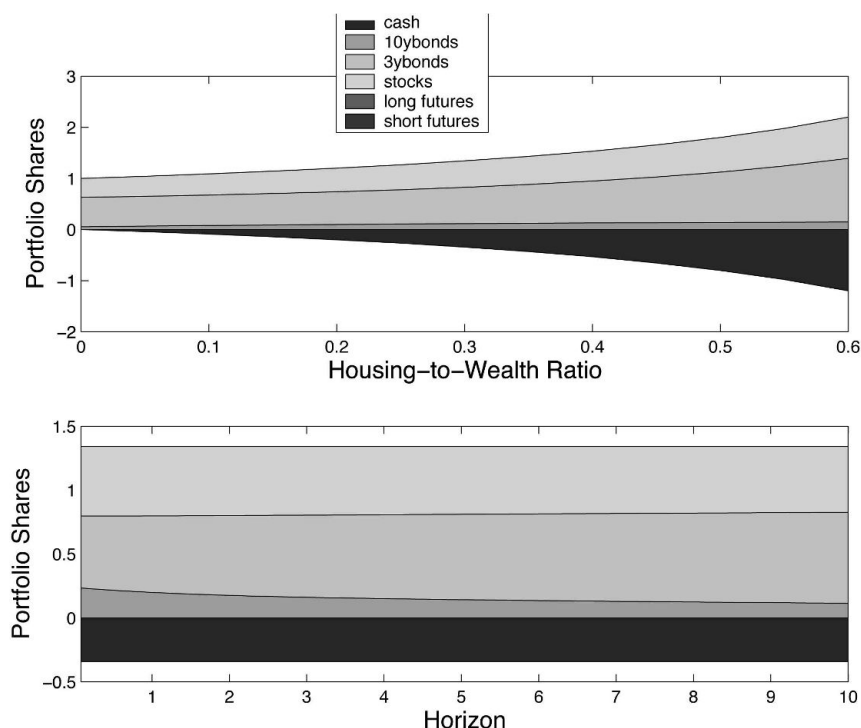 cash
10ybonds
3ybonds
stocks
long futures
short futures
Portfolio Shares
3
2
1
0
−1
−2
0 0.1 0.2 0.3 0.4 0.5 0.6
Housing−to−Wealth Ratio
Portfolio Shares
1.5
1
0.5
0
−0.5
1 2 3 4 5 6 7 8 9 10
Horizon